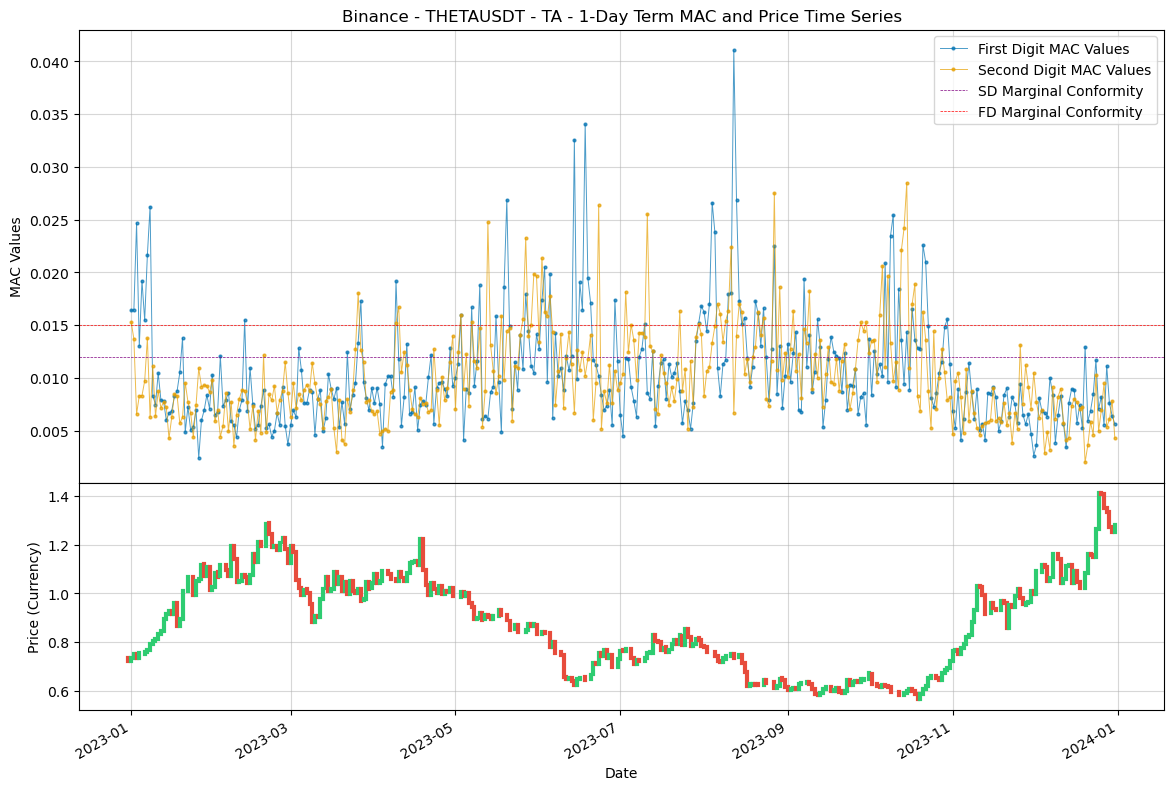 Binance - THETAUSDT - TA - 1-Day Term MAC and Price Time Series
First Digit MAC Values
Second Digit MAC Values
SD Marginal Conformity
FD Marginal Conformity
MAC Values
0.040
0.035
0.030
0.025
0.020
0.015
0.010
0.005
Price (Currency)
1.4
1.2
1.0
0.8
0.6
2023-01
2023-03
2023-05
2023-07
2023-09
2023-11
2024-01
Date